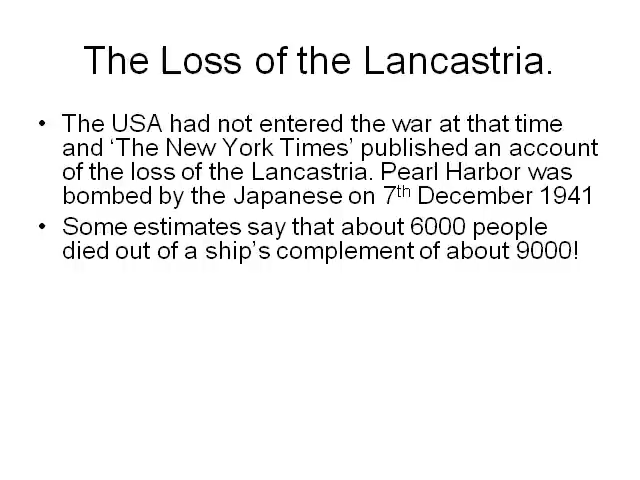 The Loss of the Lancastria.
• The USA had not entered the war at that time
and ‘The New York Times’ published an account
of the loss of the Lancastria. Pearl Harbor was
bombed by the Japanese on 7th December 1941
• Some estimates say that about 6000 people
died out of a ship’s complement of about 9000!